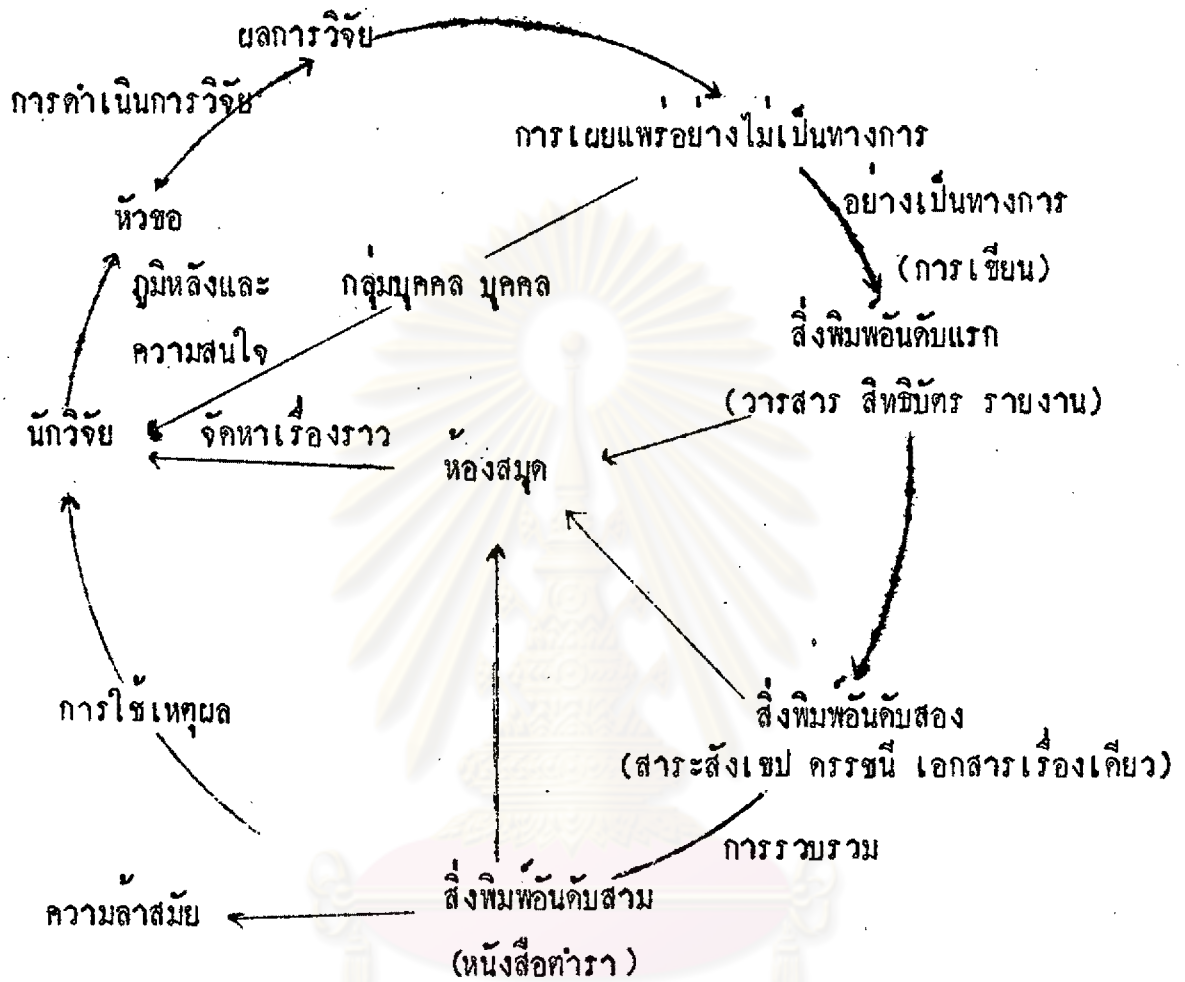 ผลการวิจัย
การดำเนินการวิจัย
การเผยแพร่อย่างไม่เป็นทางการ
อย่างเป็นทางการ
หัวขอ
(การเขียน)
ภูมิหลังและ
กลุ่มบุคคล บุคคล
สิ่งพิมพ์อันดับแรก
ความสนใจ
(วารสาร สิทธิบัตร รายงาน)
นักวิจัย
จัดหาเรื่องราว
ห้องสมุด
การใช้เหตุผล
สิ่งพิมพ์อันดับสอง
(สาระสังเขป ดรรชนี เอกสารเรื่องเดียว)
การรวบรวม
ความล้าสมัย
สิ่งพิมพ์อันดับสาม
(หนังสือตำรา)